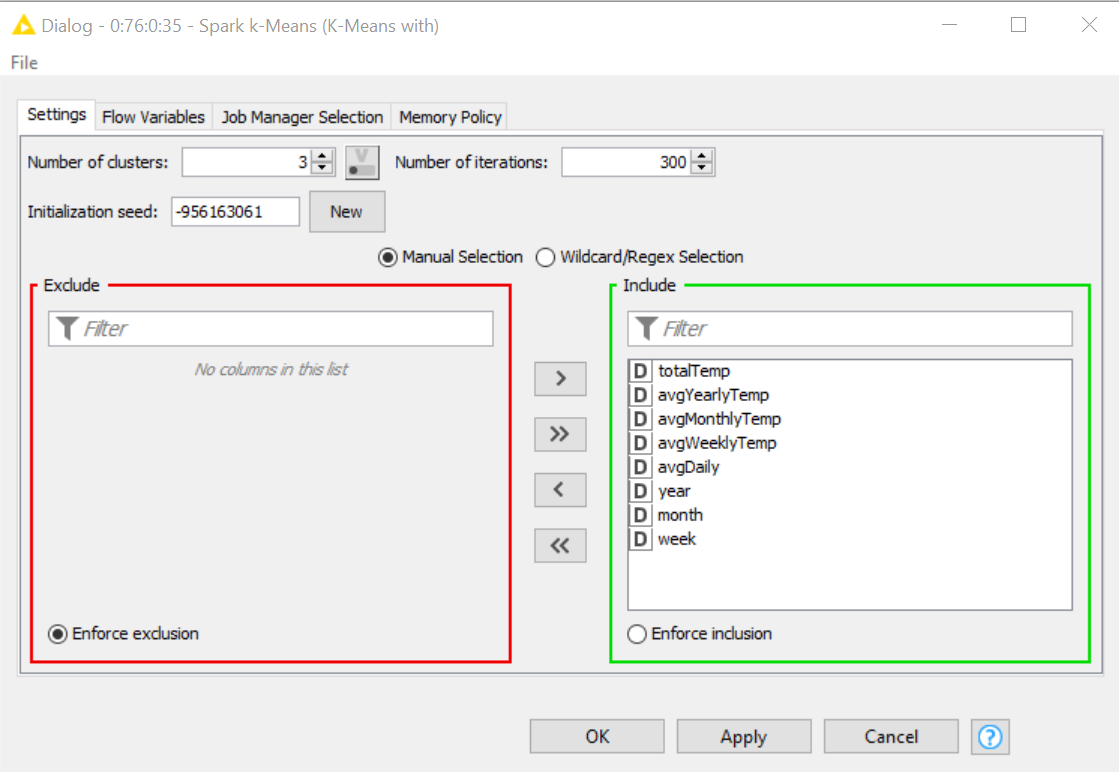 Dialog - 0:76:0:35 - Spark k-Means (K-Means with)
File
Settings Flow Variables Job Manager Selection Memory Policy
Number of clusters: 3 V Number of iterations: 300
Initialization seed: -956163061 New
Manual Selection Wildcard/Regex Selection
Exclude Include
Filter Filter
No columns in this list
D totalTemp
D avgYearlyTemp
D avgMonthlyTemp
D avgWeeklyTemp
D avgDaily
D year
D month
D week
>
>>
<
<<
Enforce exclusion Enforce inclusion
OK Apply Cancel ?